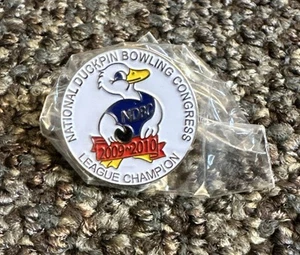 NATIONAL DUCKPIN BOWLING CONGRESS
NDBC
2009-2010
LEAGUE CHAMPION